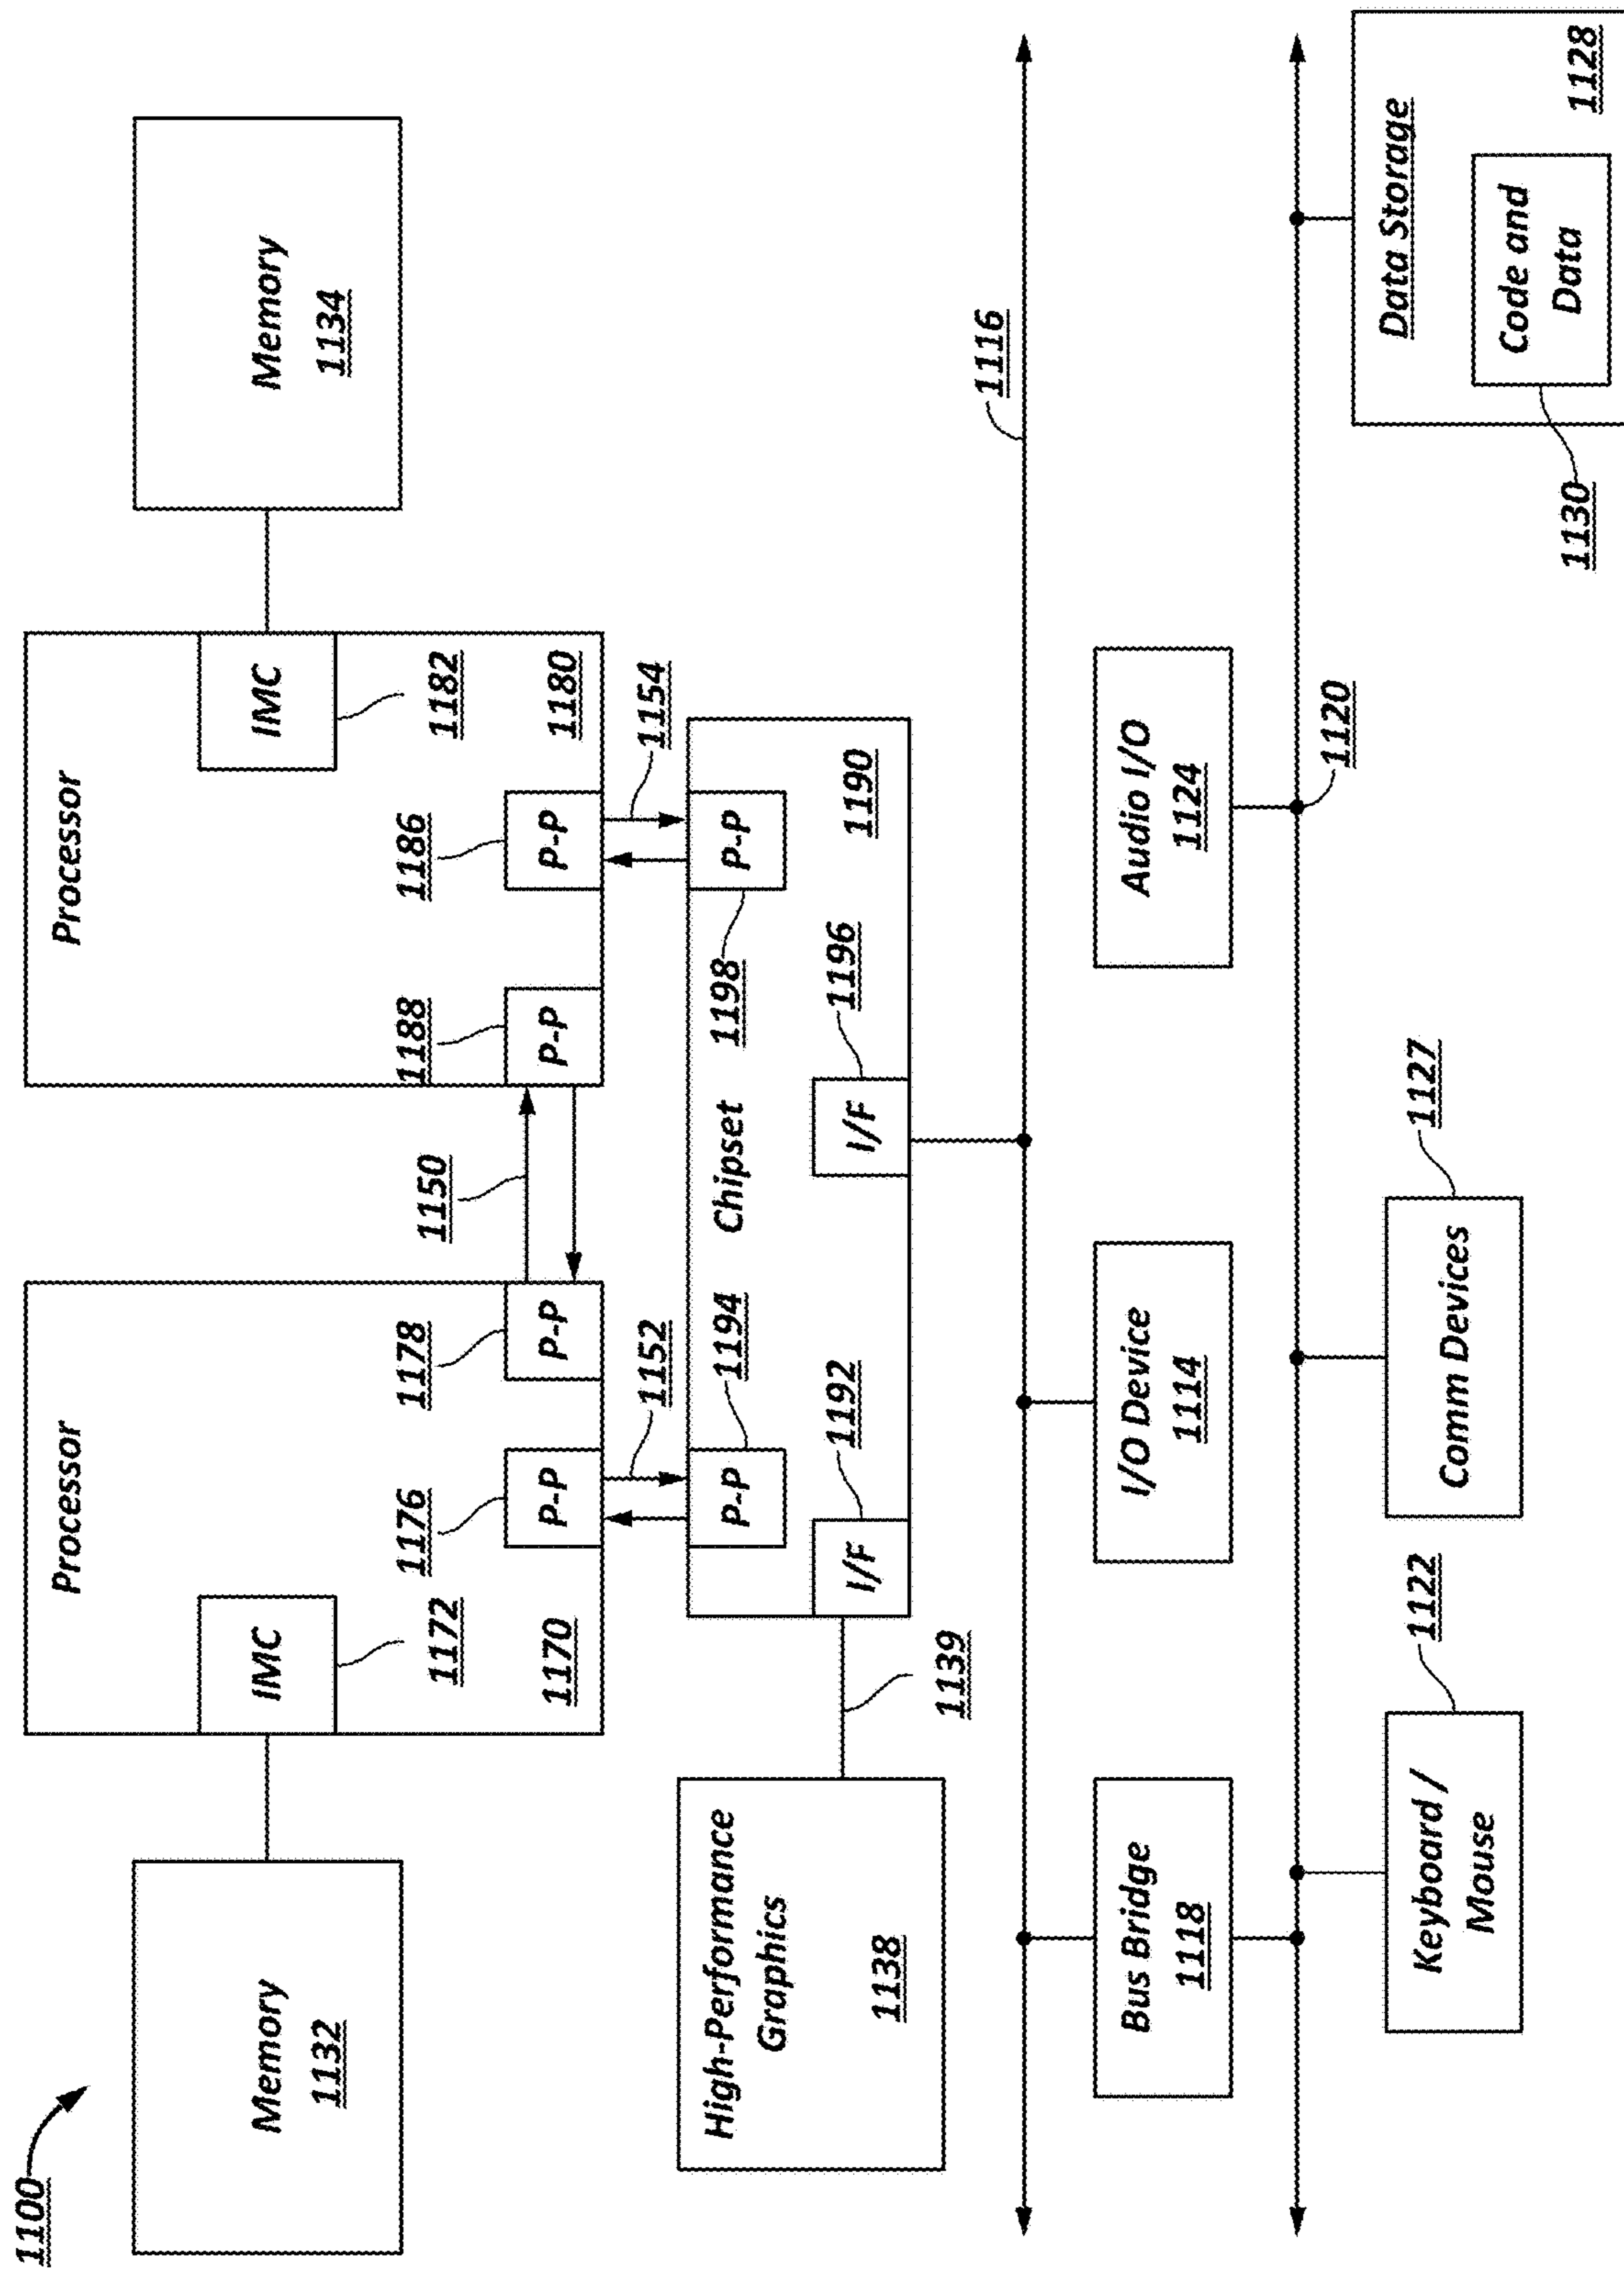 1100
Memory
1132
Processor
IMC
1172
1170
P-P
1176
P-P
1178
1150
Processor
IMC
1182
1180
P-P
1188
P-P
1186
Memory
1134
1152
1154
High-Performance
Graphics
1138
1139
Chipset
1190
P-P
1194
P-P
1198
I/F
1192
I/F
1196
1116
Bus Bridge
1118
I/O Device
1114
Audio I/O
1124
1120
Keyboard /
Mouse
1122
Comm Devices
1127
Data Storage
1128
Code and
Data
1130